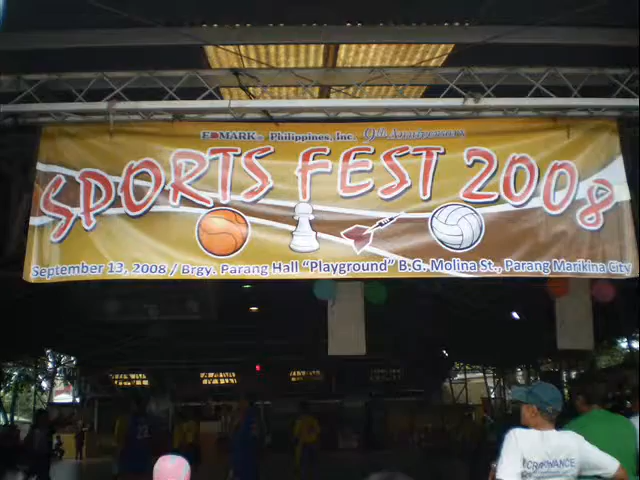 EDMARK Philippines, Inc. 9th Anniversary
SPORTS FEST 2008
September 13, 2008 / Brgy. Parang Hall "Playground" B.G. Molina St., Parang Marikina City